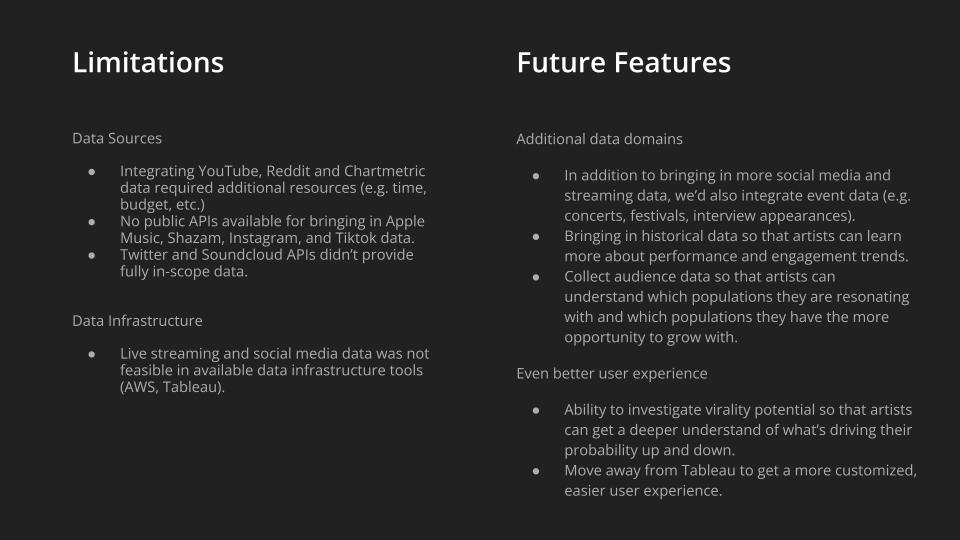 Limitations
Data Sources
● Integrating YouTube, Reddit and Chartmetric
data required additional resources (e.g. time,
budget, etc.)
● No public APIs available for bringing in Apple
Music, Shazam, Instagram, and Tiktok data.
● Twitter and Soundcloud APIs didn't provide
fully in-scope data.
Data Infrastructure
● Live streaming and social media data was not
feasible in available data infrastructure tools
(AWS, Tableau).
Future Features
Additional data domains
● In addition to bringing in more social media and
streaming data, we'd also integrate event data (e.g.
concerts, festivals, interview appearances).
● Bringing in historical data so that artists can learn
more about performance and engagement trends.
● Collect audience data so that artists can
understand which populations they are resonating
with and which populations they have the more
opportunity to grow with.
Even better user experience
● Ability to investigate virality potential so that artists
can get a deeper understand of what's driving their
probability up and down.
● Move away from Tableau to get a more customized,
easier user experience.